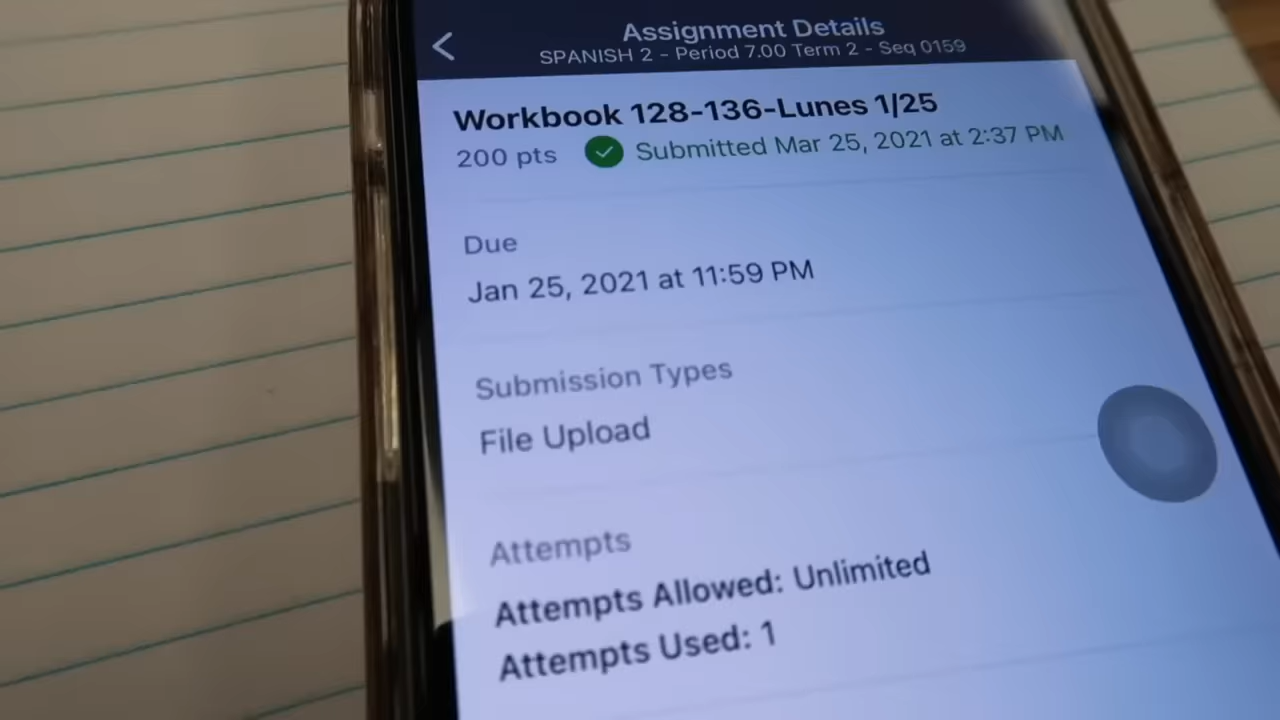 Assignment Details
SPANISH 2 - Period 7.00 Term 2 - Seq 0159
Workbook 128-136-Lunes 1/25
200 pts Submitted Mar 25, 2021 at 2:37 PM
Due
Jan 25, 2021 at 11:59 PM
Submission Types
File Upload
Attempts
Attempts Allowed: Unlimited
Attempts Used: 1